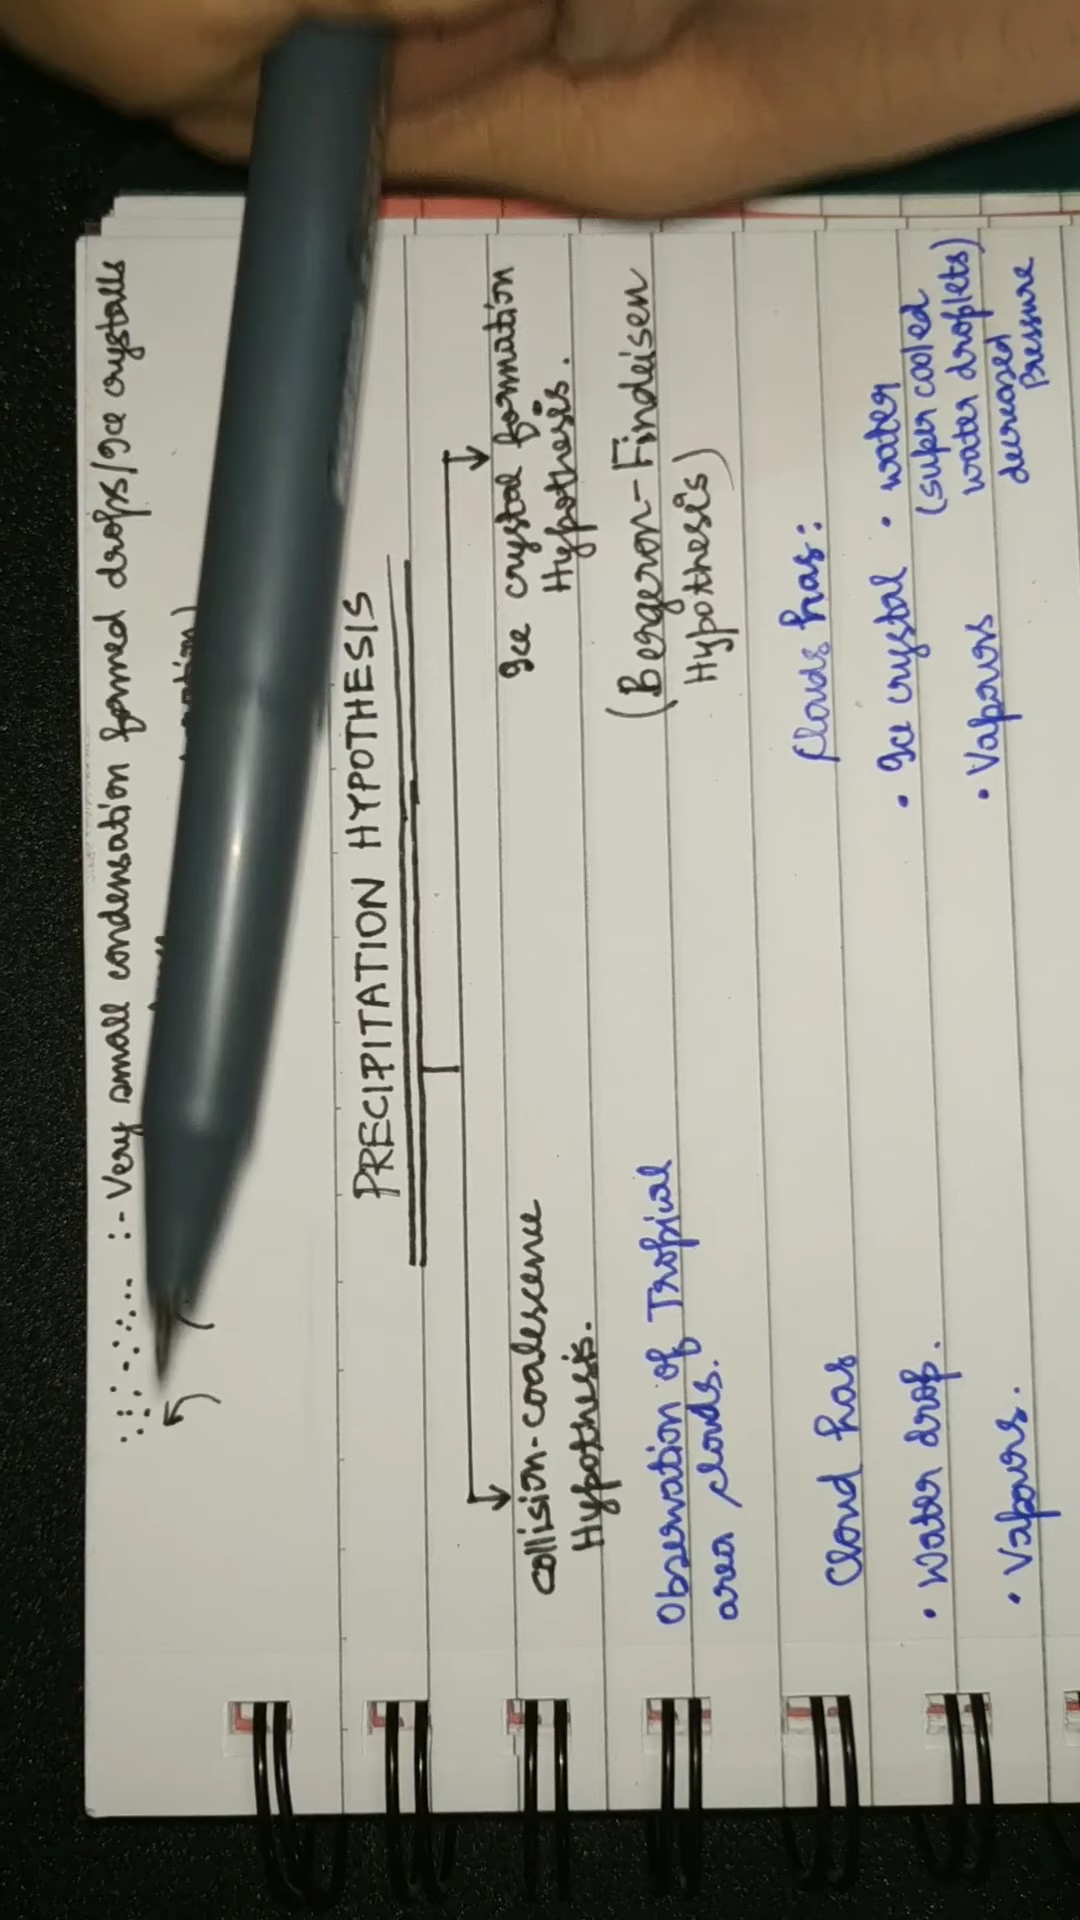 :- Very small condensation formed drops/Ice crystalls
PRECIPITATION HYPOTHESIS
Collision-coalescence
Hypothesis.
Observation of Tropical
area clouds.
Cloud has
• Water drop.
• Vapours.
Ice crystal formation
Hypothesis.
(Bergeron-Findeisen
Hypothesis)
Clouds has:
• Ice crystal • water
(super cooled
water droplets)
• Vapours decreased
Pressure